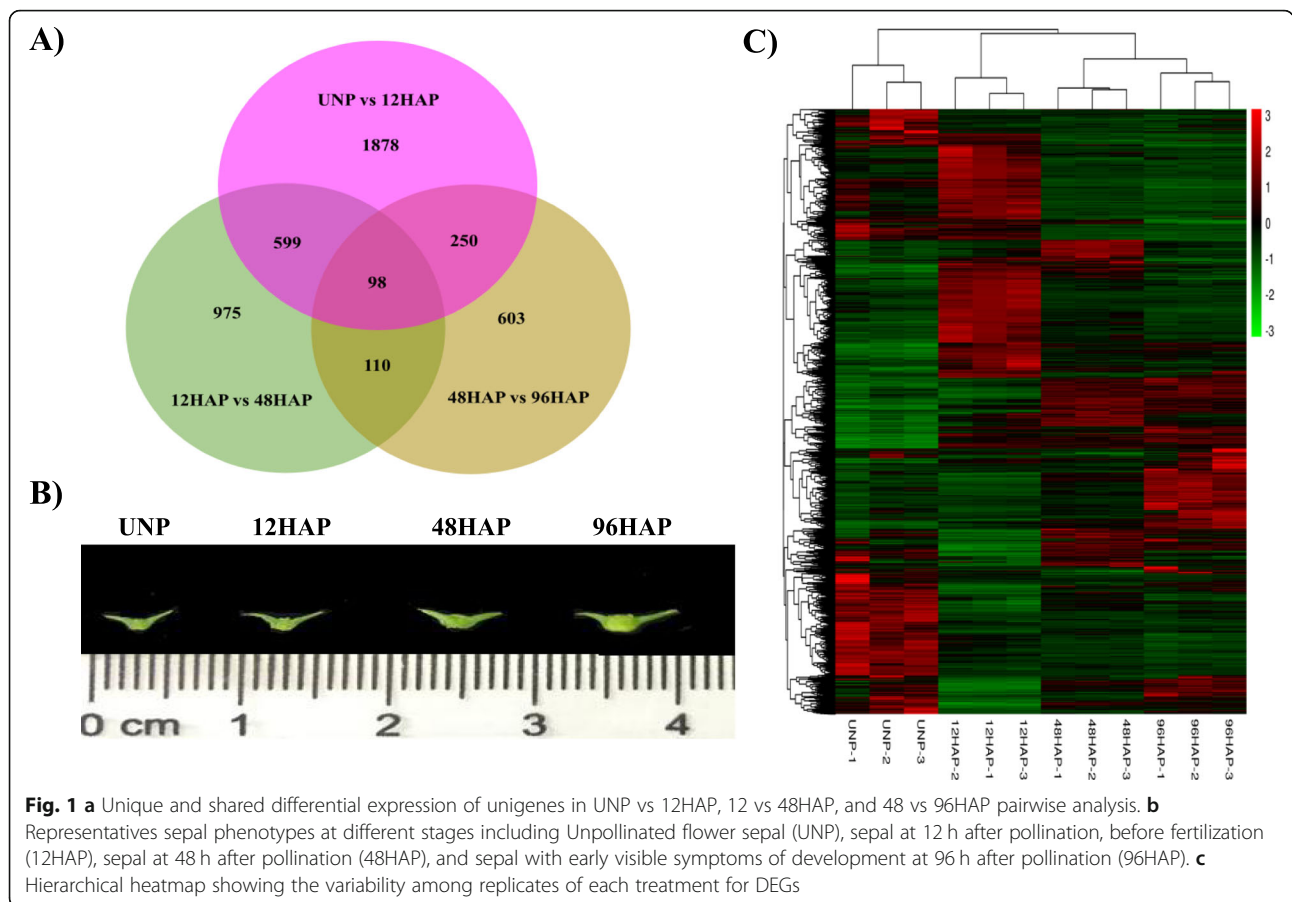 A)
UNP vs 12HAP
1878
599
250
98
975
603
110
12HAP vs 48HAP
48HAP vs 96HAP
B)
UNP 12HAP 48HAP 96HAP
0 cm 1 2 3 4
C)
3
2
1
0
-1
-2
-3
UNP-1
UNP-2
UNP-3
12HAP-2
12HAP-1
12HAP-3
48HAP-1
48HAP-2
48HAP-3
96HAP-1
96HAP-2
96HAP-3
Fig. 1 a Unique and shared differential expression of unigenes in UNP vs 12HAP, 12 vs 48HAP, and 48 vs 96HAP pairwise analysis. b
Representatives sepal phenotypes at different stages including Unpollinated flower sepal (UNP), sepal at 12 h after pollination, before fertilization
(12HAP), sepal at 48 h after pollination (48HAP), and sepal with early visible symptoms of development at 96 h after pollination (96HAP). c
Hierarchical heatmap showing the variability among replicates of each treatment for DEGs